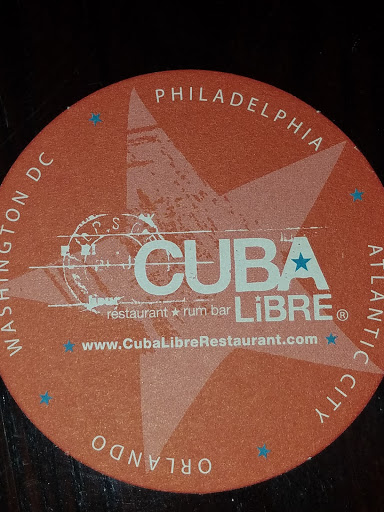 PHILADELPHIA
WASHINGTON DC
CUBA
LiBRE®
restaurant ★ rum bar
www.CubaLibreRestaurant.com
ATLANTIC CITY
ORLANDO